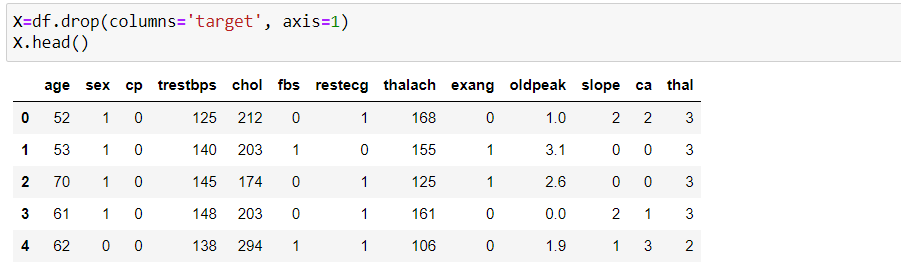 X=df.drop(columns='target', axis=1)
X.head()
age sex cp trestbps chol fbs restecg thalach exang oldpeak slope ca thal
0 52 1 0 125 212 0 1 168 0 1.0 2 2 3
1 53 1 0 140 203 1 0 155 1 3.1 0 0 3
2 70 1 0 145 174 0 1 125 1 2.6 0 0 3
3 61 1 0 148 203 0 1 161 0 0.0 2 1 3
4 62 0 0 138 294 1 1 106 0 1.9 1 3 2